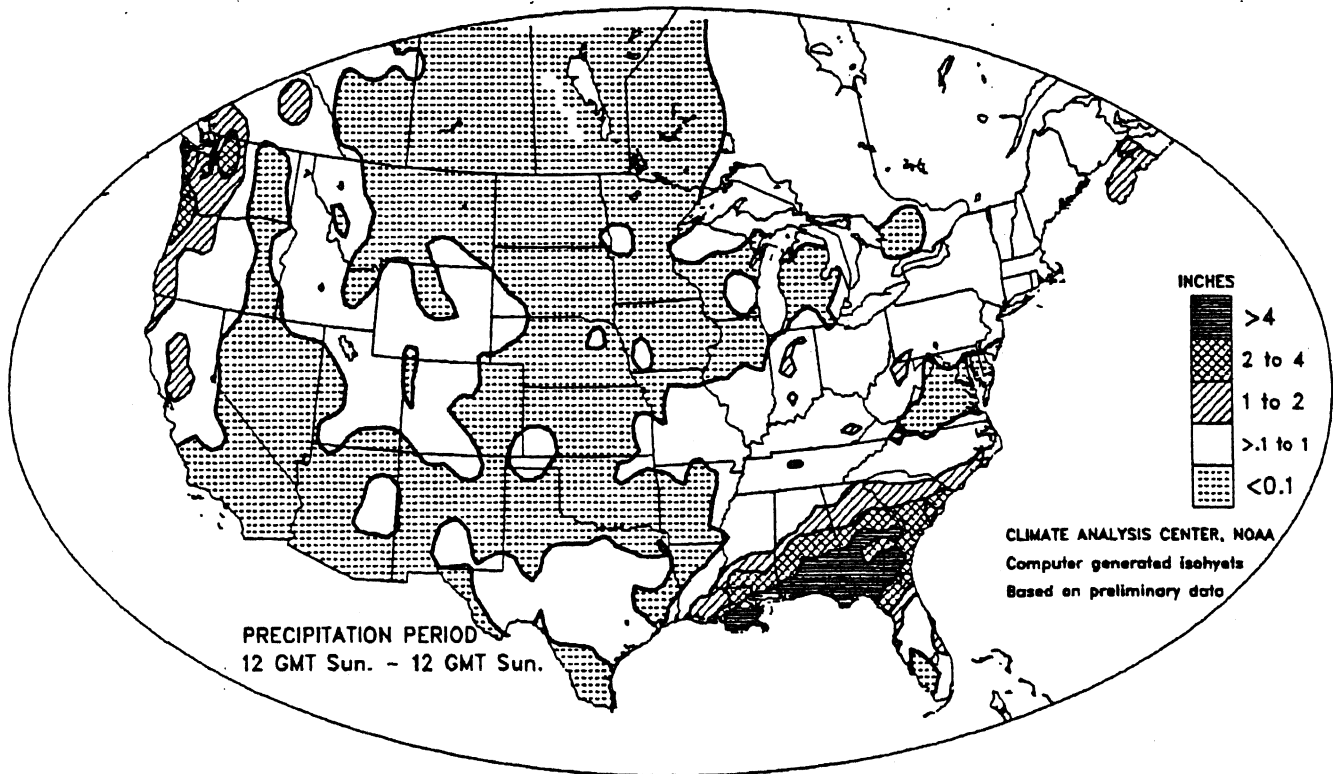 INCHES
>4
2 to 4
1 to 2
>.1 to 1
<0.1
CLIMATE ANALYSIS CENTER, NOAA
Computer generated isohyets
Based on preliminary data
PRECIPITATION PERIOD
12 GMT Sun. - 12 GMT Sun.